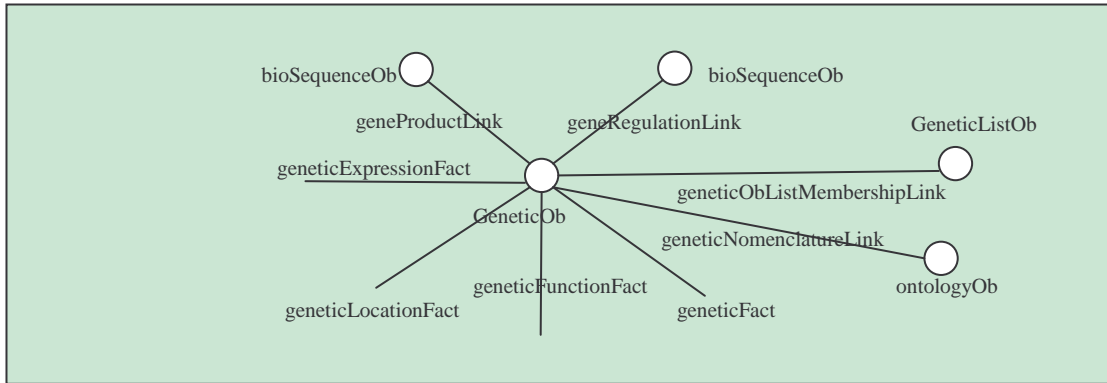 bioSequenceOb
bioSequenceOb
geneProductLink
geneRegulationLink
GeneticListOb
geneticExpressionFact
geneticObListMembershipLink
GeneticOb
geneticNomenclatureLink
geneticFunctionFact
ontologyOb
geneticLocationFact
geneticFact